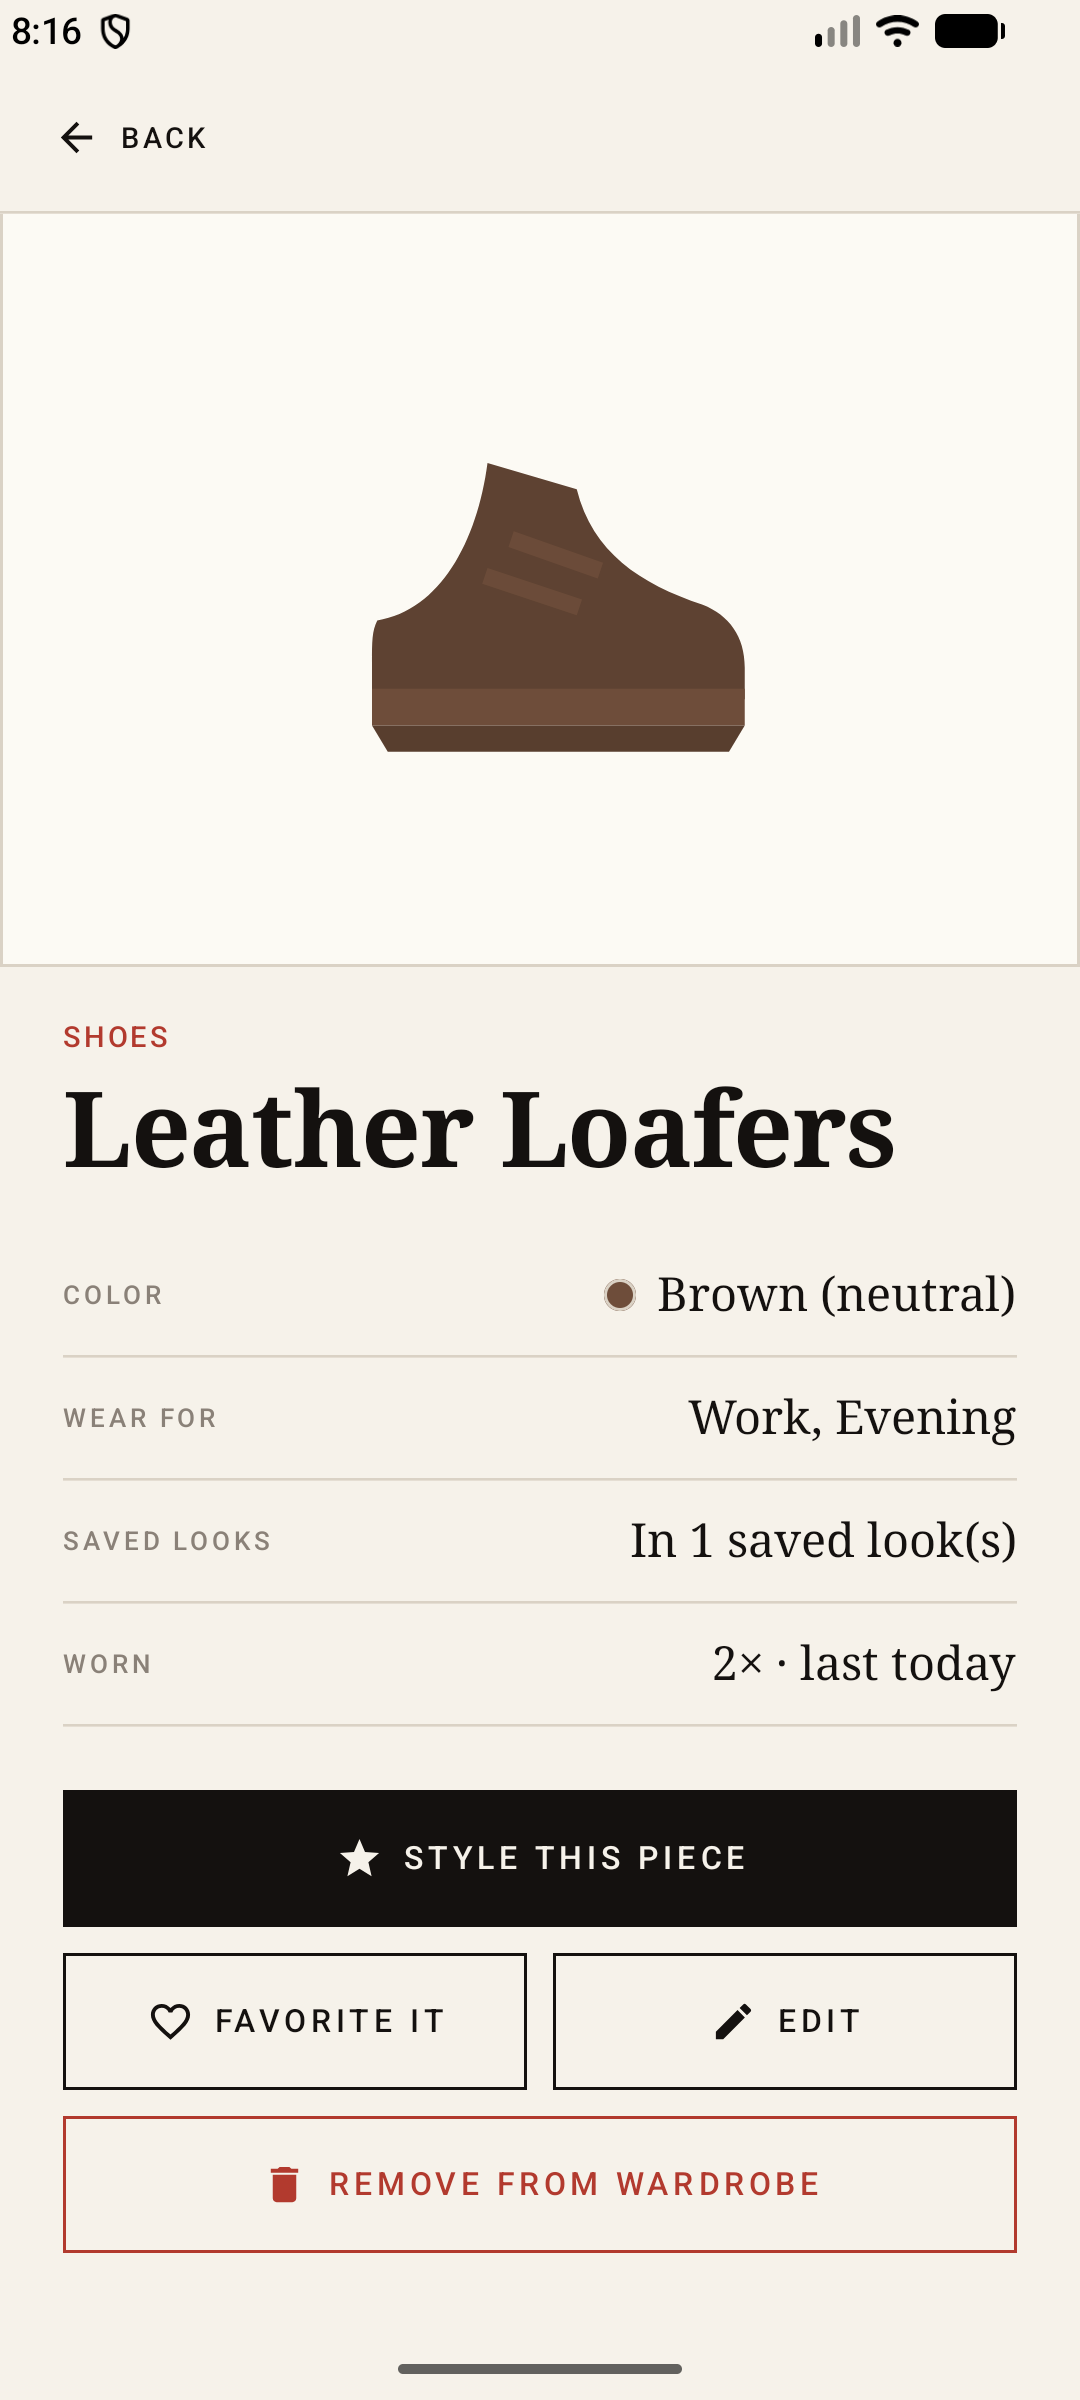 8:16
BACK
SHOES
Leather Loafers
COLOR
Brown (neutral)
WEAR FOR
Work, Evening
SAVED LOOKS
In 1 saved look(s)
WORN
2× · last today
STYLE THIS PIECE
FAVORITE IT
EDIT
REMOVE FROM WARDROBE